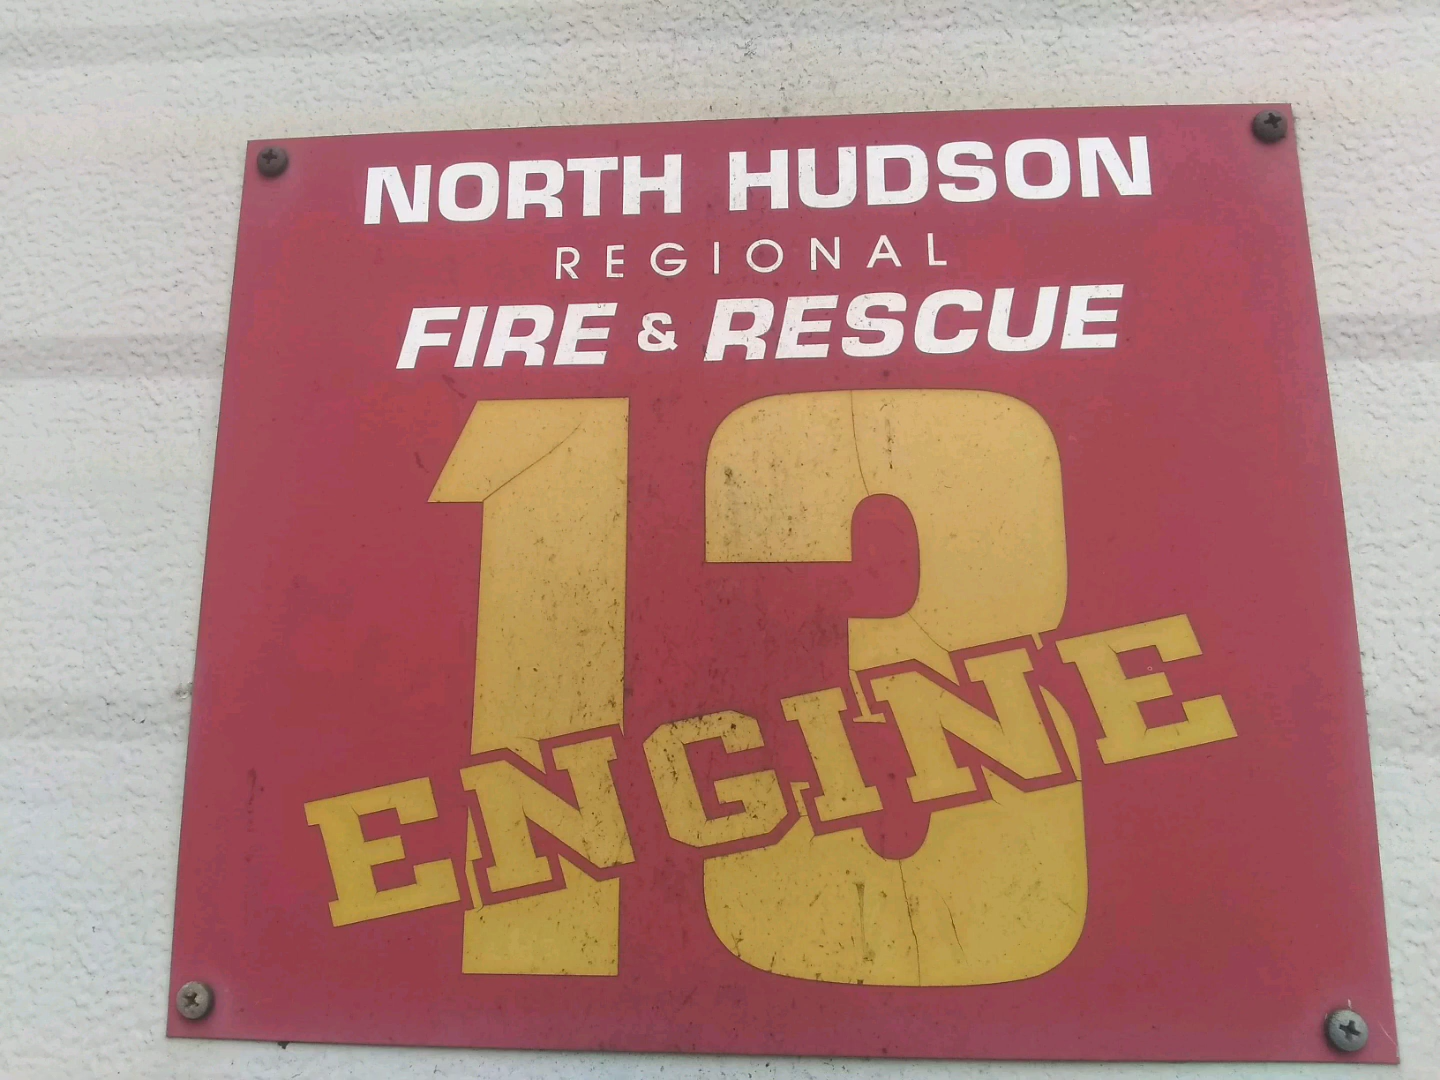 NORTH HUDSON
REGIONAL
FIRE & RESCUE
13
ENGINE